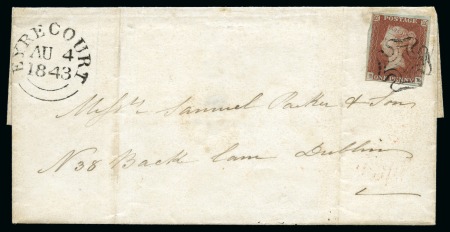 EYRECOURT
AU 4
1843
POSTAGE
ONE PENNY
Messrs Samuel Parker & Son
No 38 Back Lane Dublin